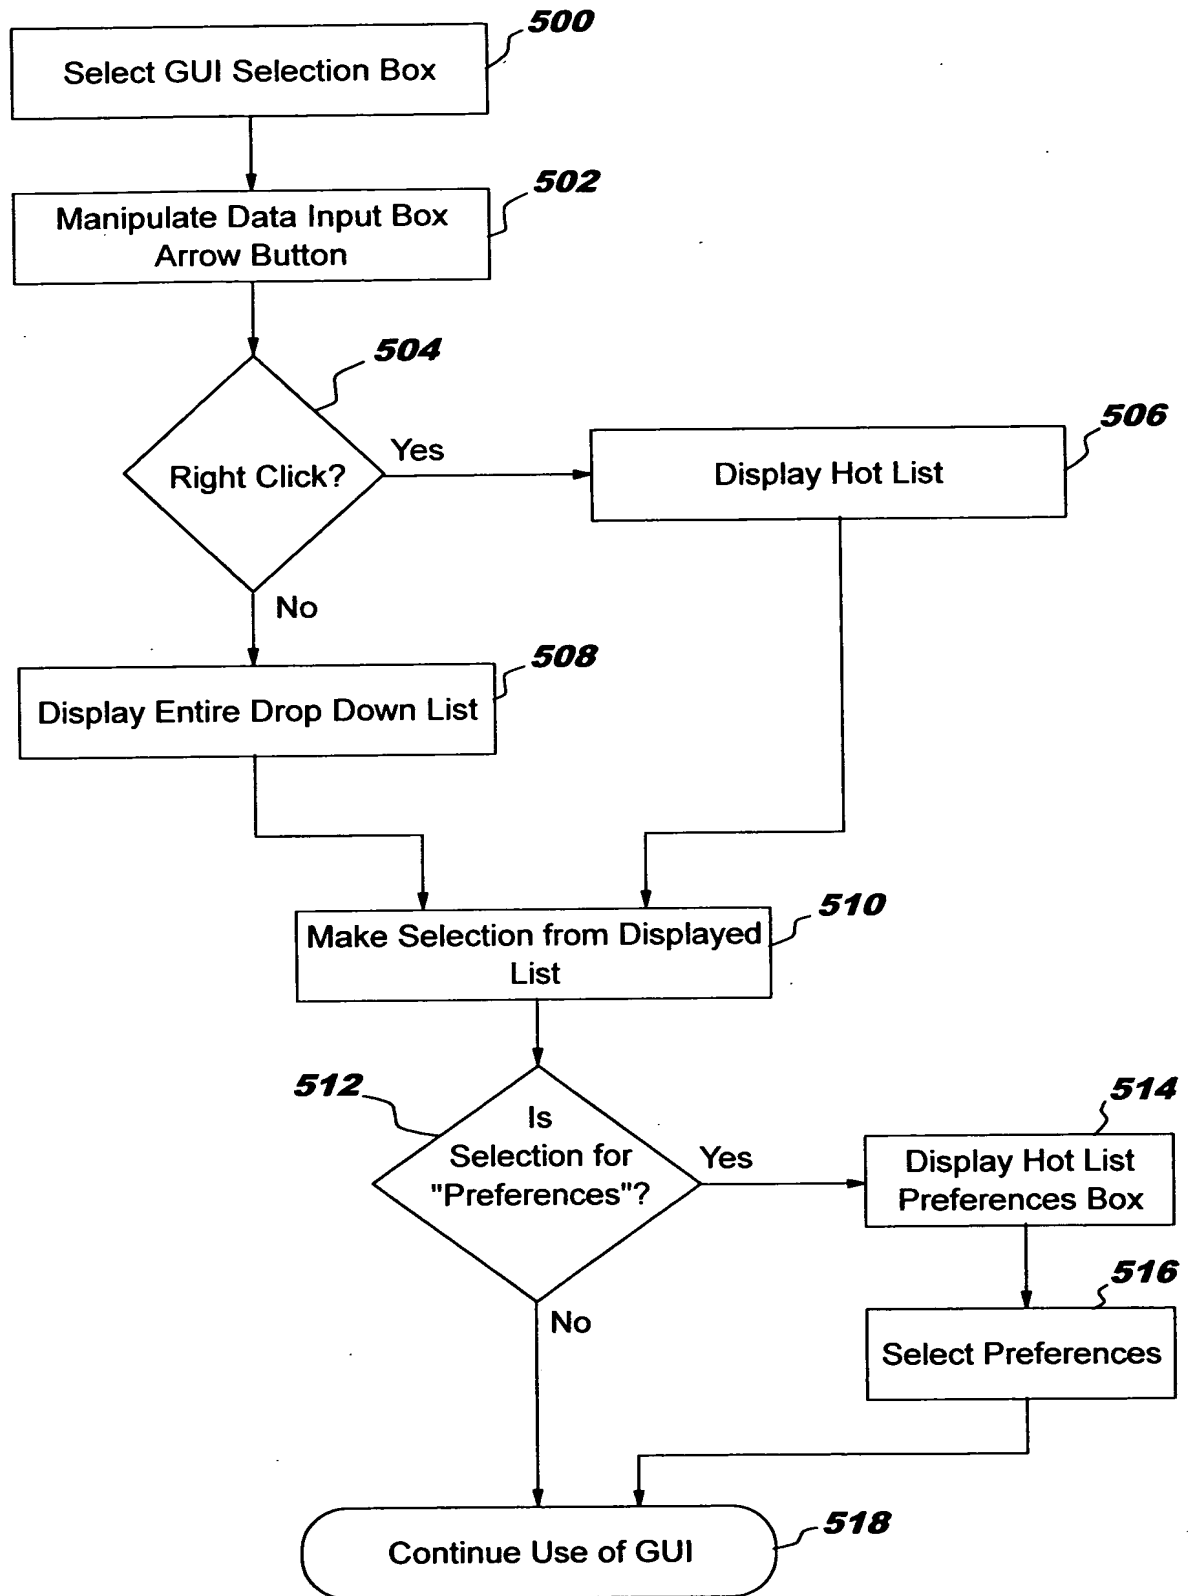 500
Select GUI Selection Box
502
Manipulate Data Input Box
Arrow Button
504
Right Click?
Yes
506
Display Hot List
No
508
Display Entire Drop Down List
510
Make Selection from Displayed
List
512
Is
Selection for
"Preferences"?
Yes
514
Display Hot List
Preferences Box
516
Select Preferences
No
518
Continue Use of GUI